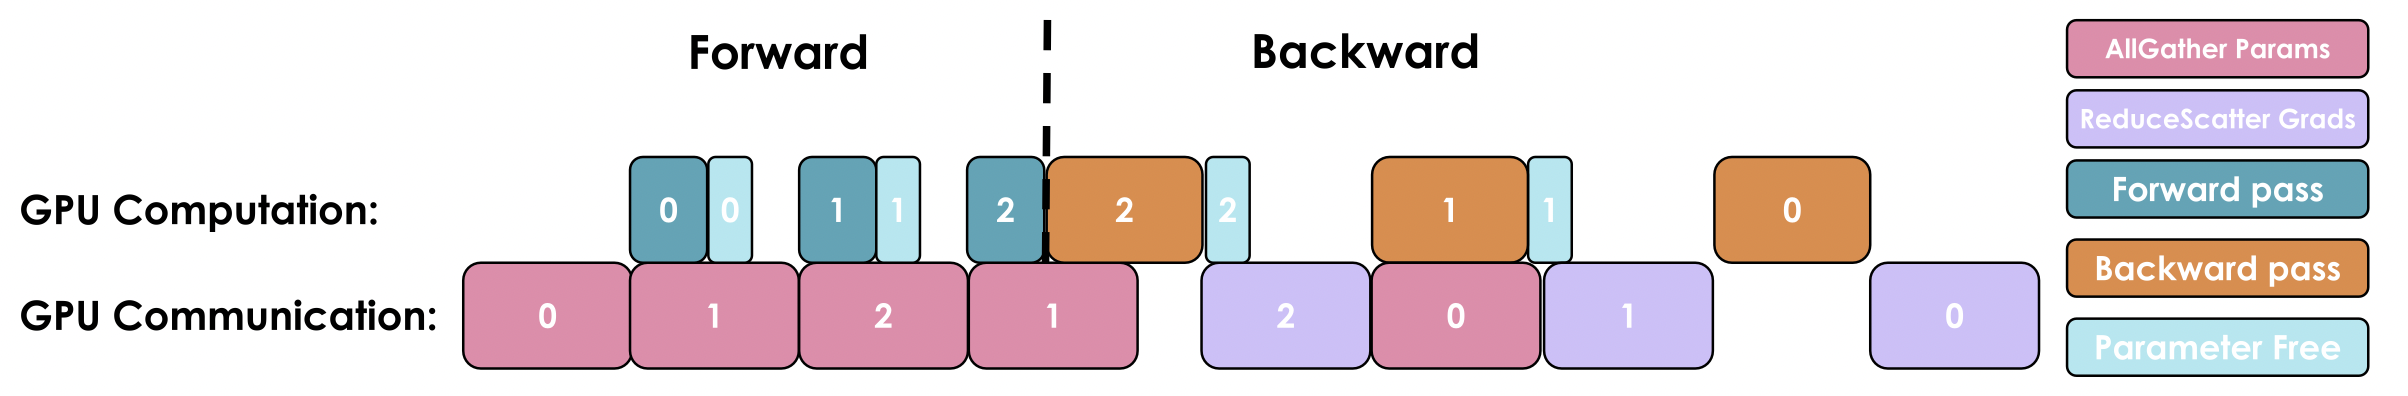 Forward
Backward
AllGather Params
ReduceScatter Grads
Forward pass
Backward pass
Parameter Free
GPU Computation:
0 0 1 1 2 2 2 1 1 0
GPU Communication:
0 1 2 1 2 0 1 0